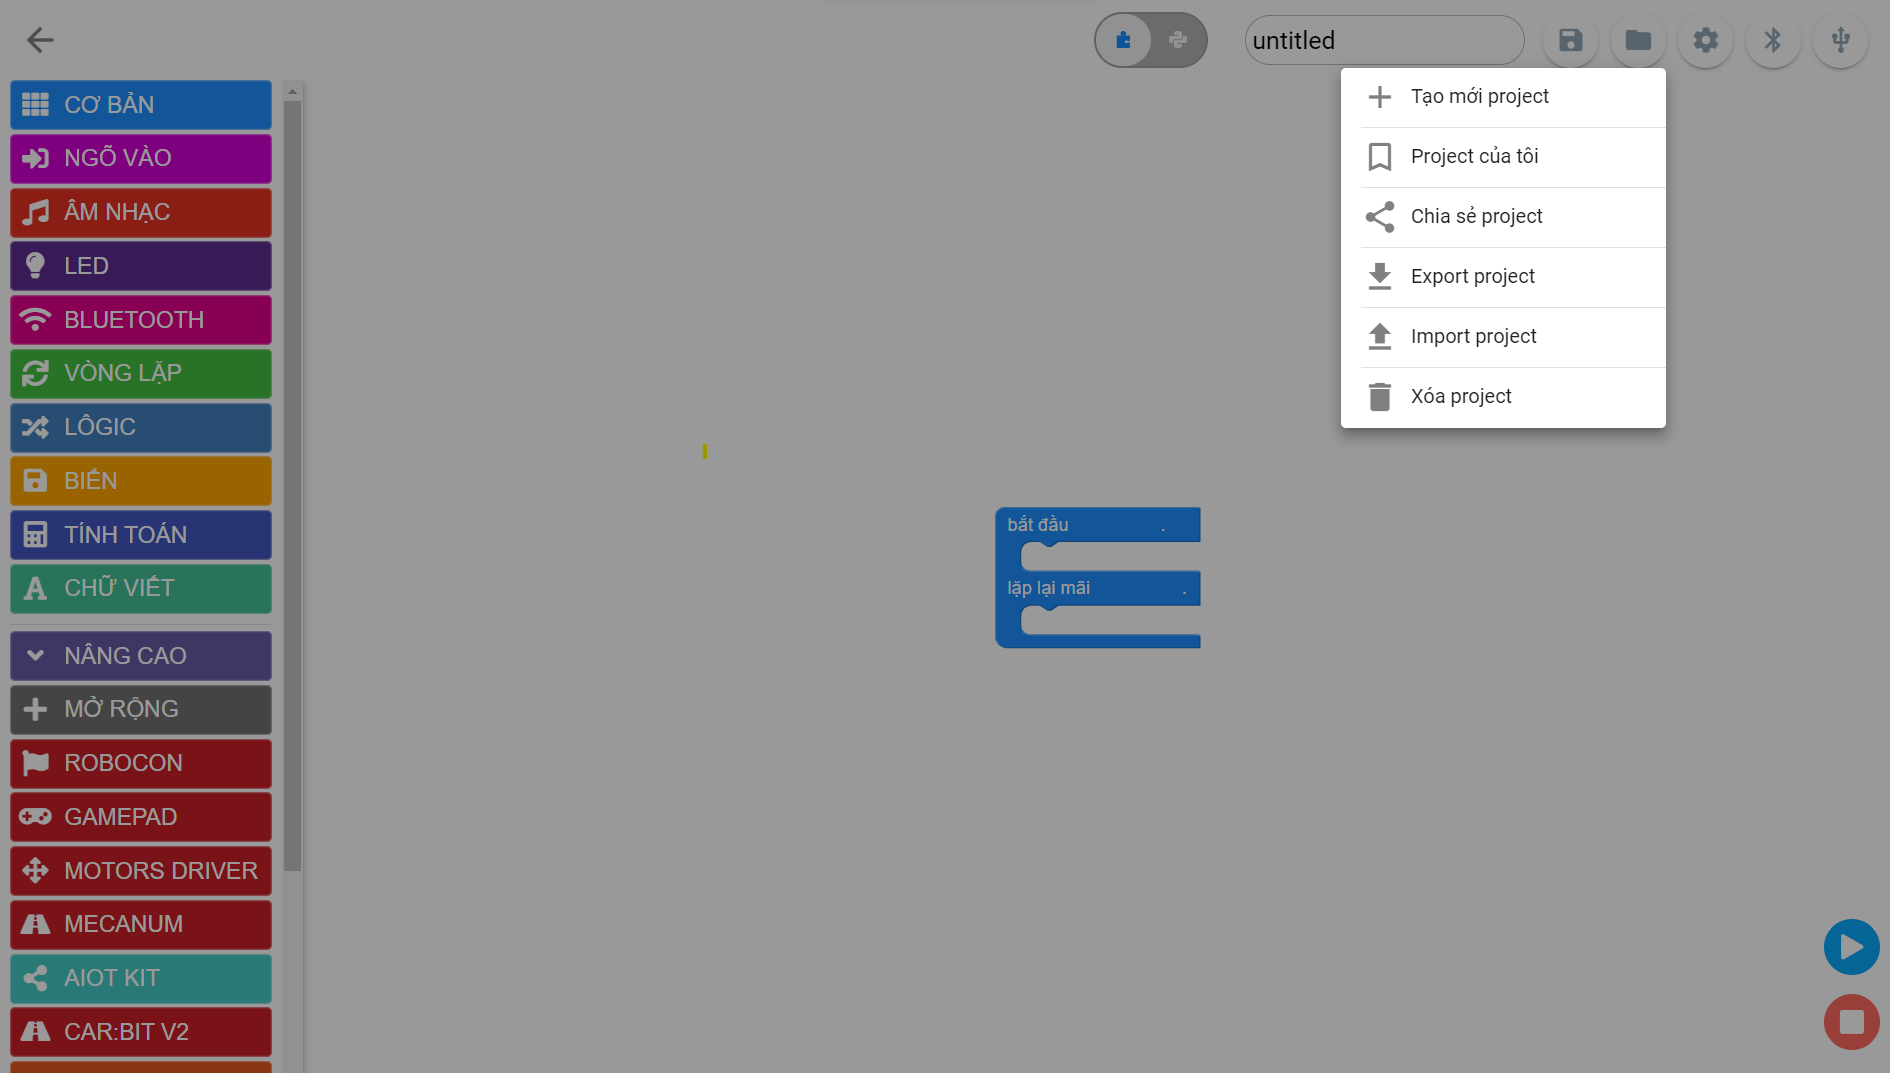 untitled
Tạo mới project
Project của tôi
Chia sẻ project
Export project
Import project
Xóa project
CƠ BẢN
NGÕ VÀO
ÂM NHẠC
LED
BLUETOOTH
VÒNG LẶP
LÔGIC
BIẾN
TÍNH TOÁN
CHỮ VIẾT
NÂNG CAO
MỞ RỘNG
ROBOCON
GAMEPAD
MOTORS DRIVER
MECANUM
AIOT KIT
CAR:BIT V2
bắt đầu .
lặp lại mãi .